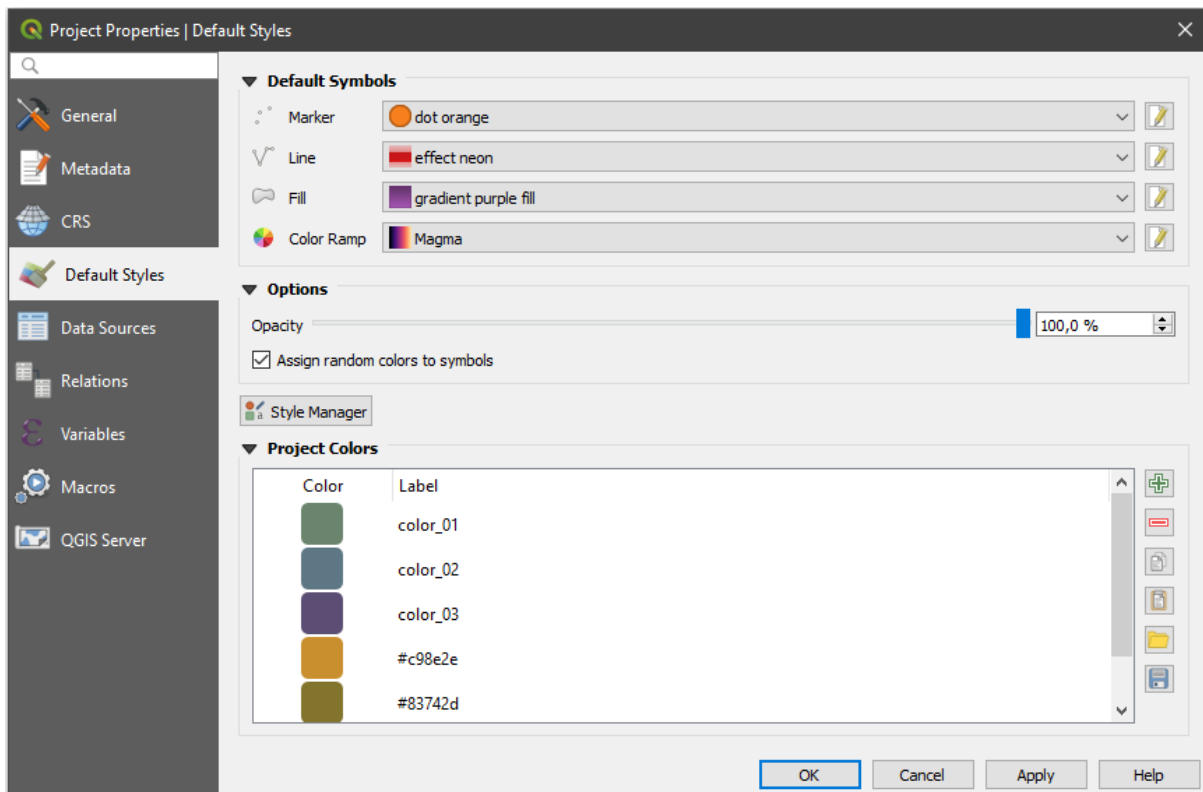 Project Properties | Default Styles
General
Metadata
CRS
Default Styles
Data Sources
Relations
Variables
Macros
QGIS Server
Default Symbols
Marker
dot orange
Line
effect neon
Fill
gradient purple fill
Color Ramp
Magma
Options
Opacity
100,0 %
Assign random colors to symbols
Style Manager
Project Colors
Color Label
color_01
color_02
color_03
#c98e2e
#83742d
OK Cancel Apply Help